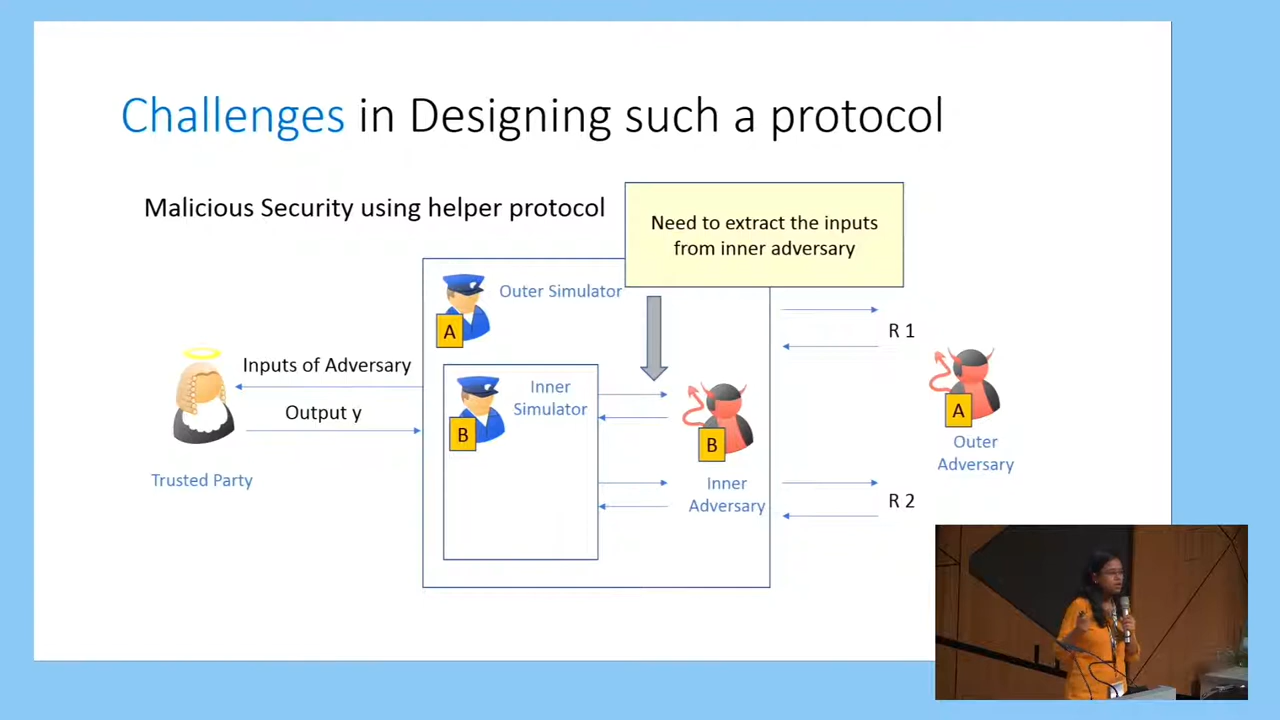 Challenges in Designing such a protocol
Malicious Security using helper protocol
Need to extract the inputs
from inner adversary
Outer Simulator
A
Inputs of Adversary
Output y
Trusted Party
Inner
Simulator
B
B
Inner
Adversary
R 1
A
Outer
Adversary
R 2